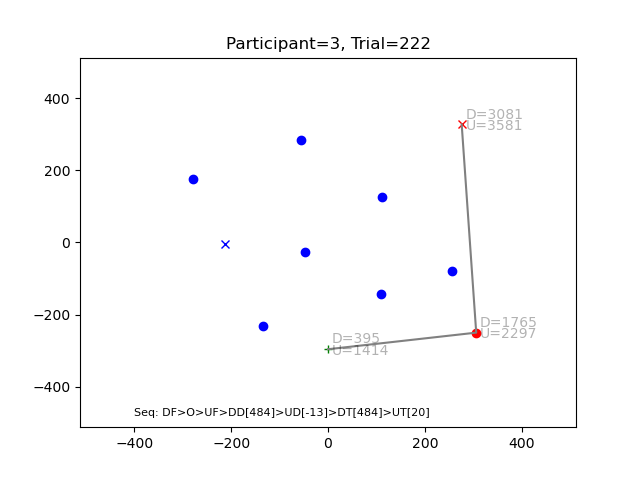 Participant=3, Trial=222
D=3081
U=3581
D=1765
U=2297
D=395
U=1414
Seq: DF>O>UF>DD[484]>UD[-13]>DT[484]>UT[20]
400
200
0
−200
−400
−400
−200
0
200
400